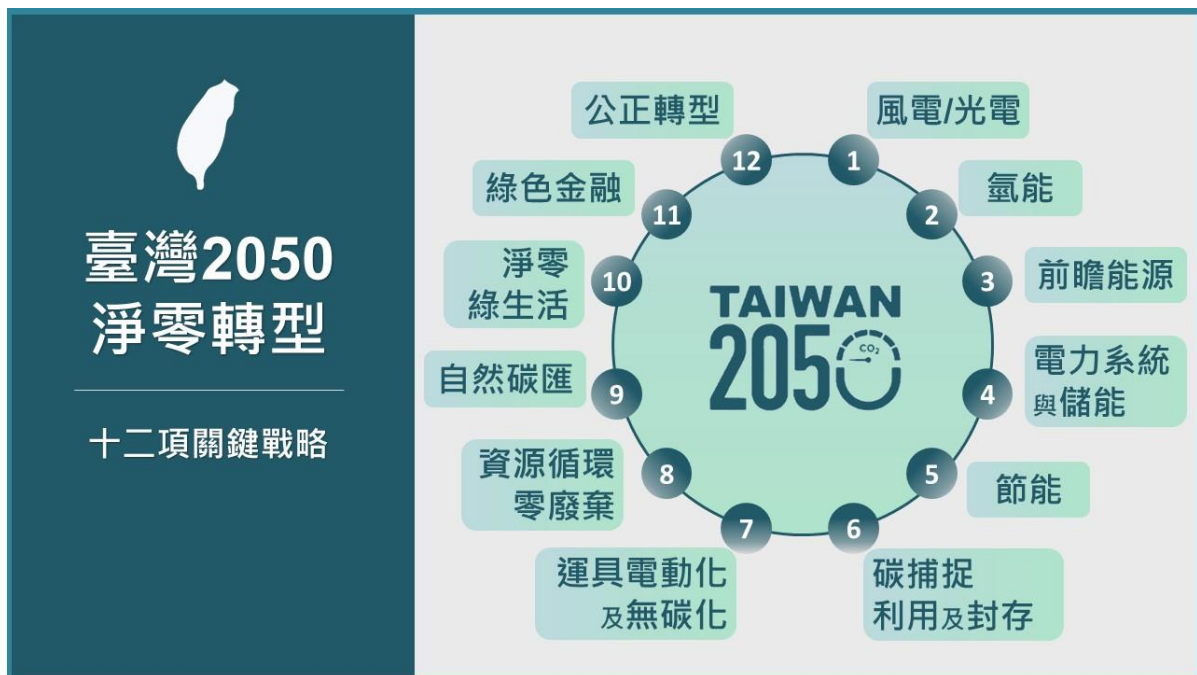 臺灣2050
淨零轉型
十二項關鍵戰略
TAIWAN
2050
CO₂
1
風電/光電
2
氫能
3
前瞻能源
4
電力系統
與儲能
5
節能
6
碳捕捉
利用及封存
7
運具電動化
及無碳化
8
資源循環
零廢棄
9
自然碳匯
10
淨零
綠生活
11
綠色金融
12
公正轉型